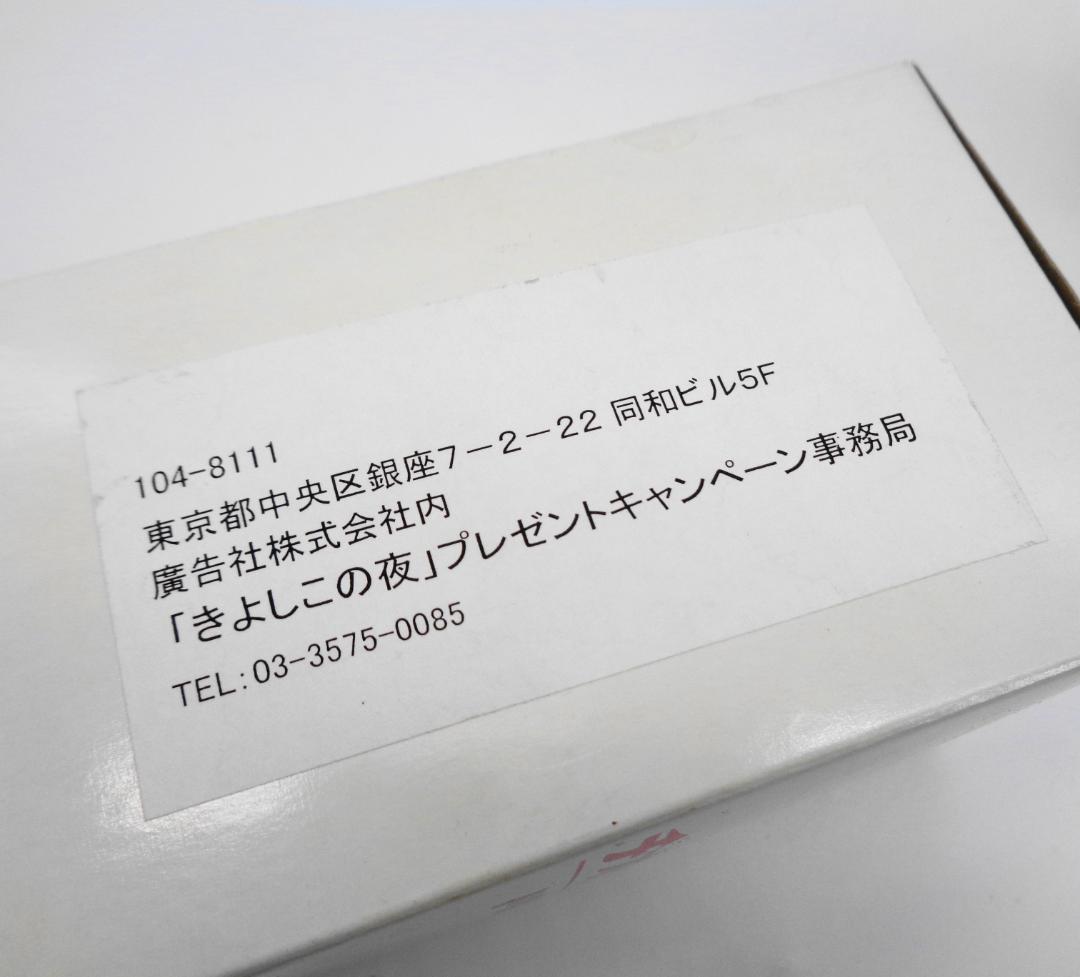 104-8111
東京都中央区銀座7-2-22 同和ビル5F
廣告社株式会社内
「きよしこの夜」プレゼントキャンペーン事務局
TEL:03-3575-0085